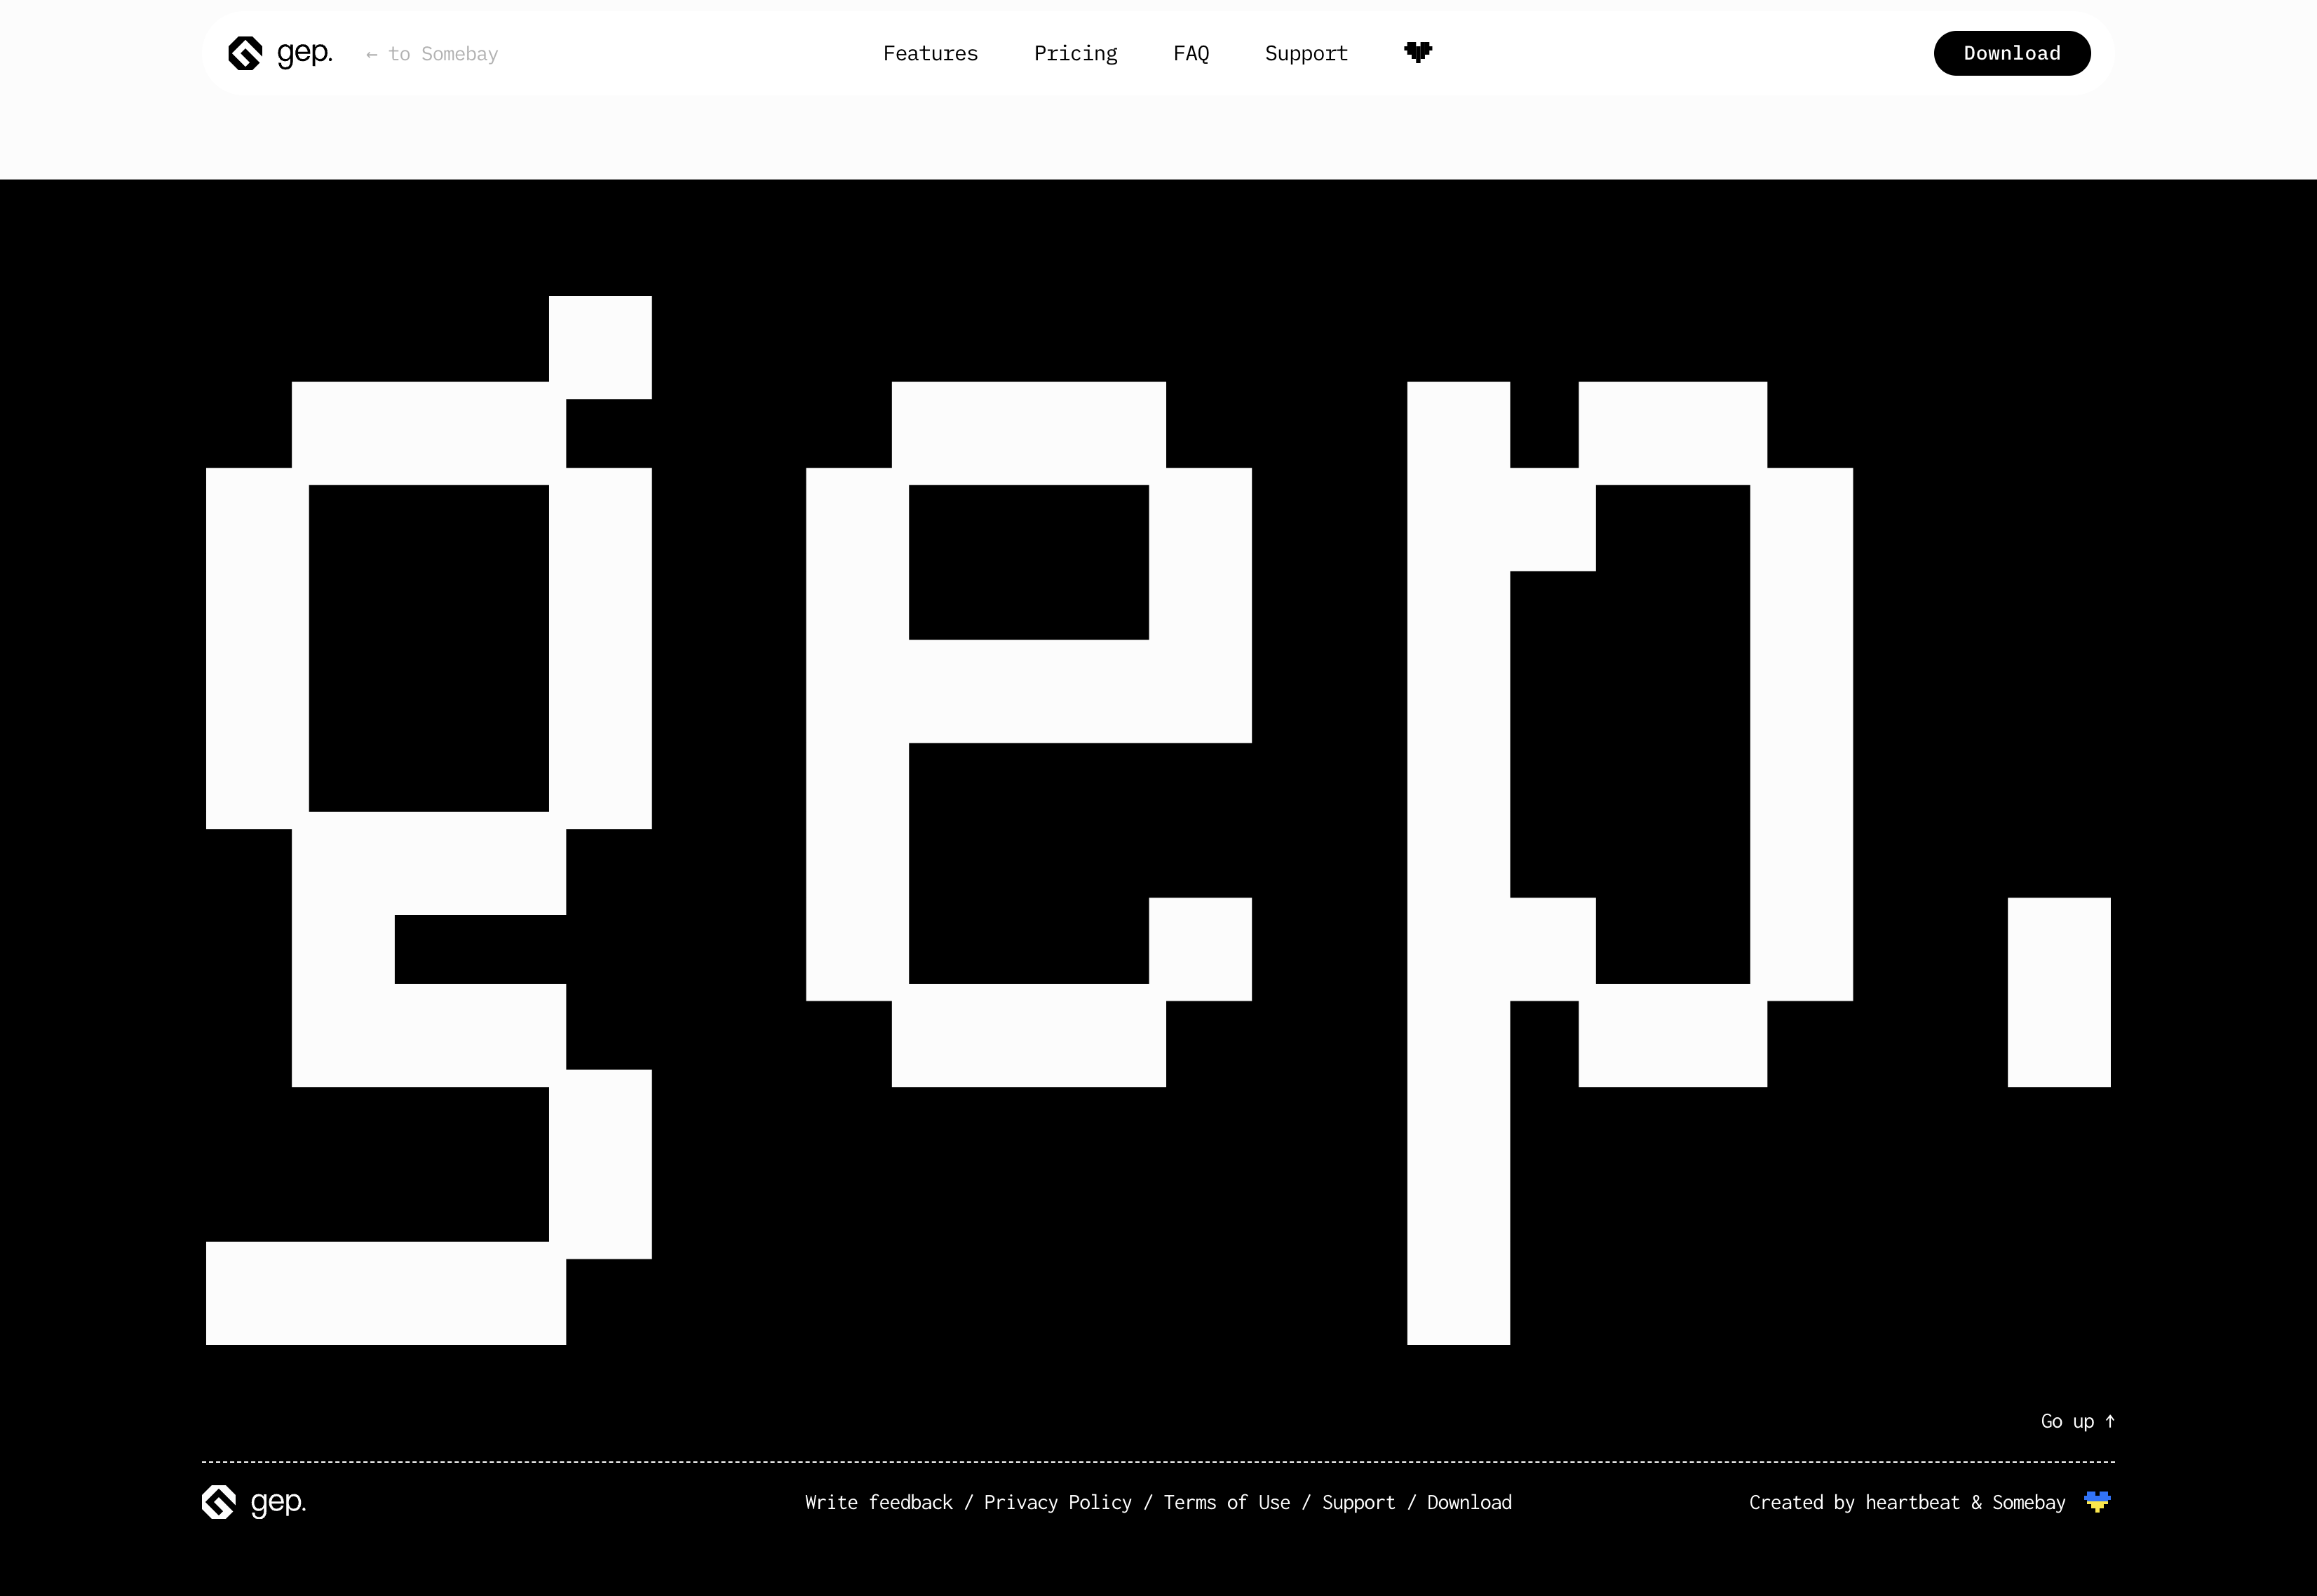 gep. ← to Somebay Features Pricing FAQ Support Download
gep.
Go up ↑
gep. Write feedback / Privacy Policy / Terms of Use / Support / Download Created by heartbeat & Somebay